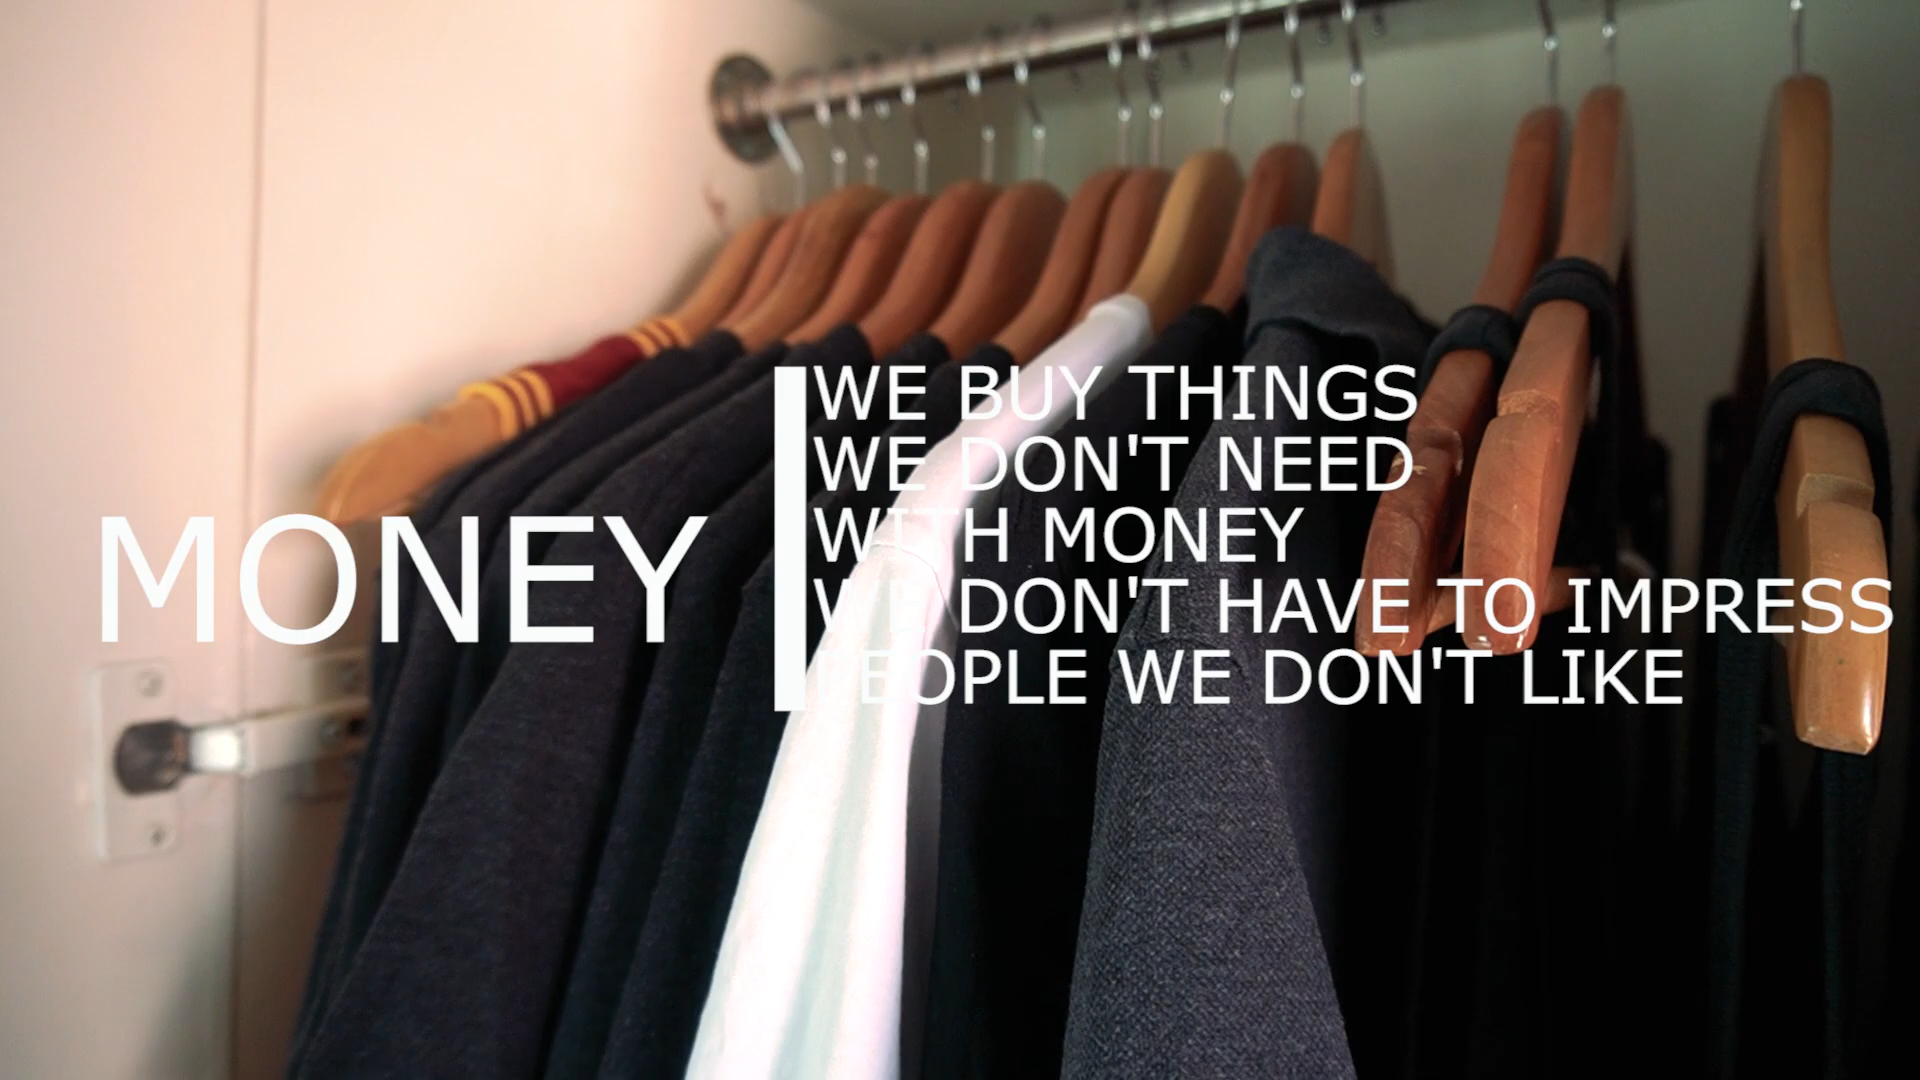 MONEY
WE BUY THINGS
WE DON'T NEED
WITH MONEY
WE DON'T HAVE TO IMPRESS
PEOPLE WE DON'T LIKE